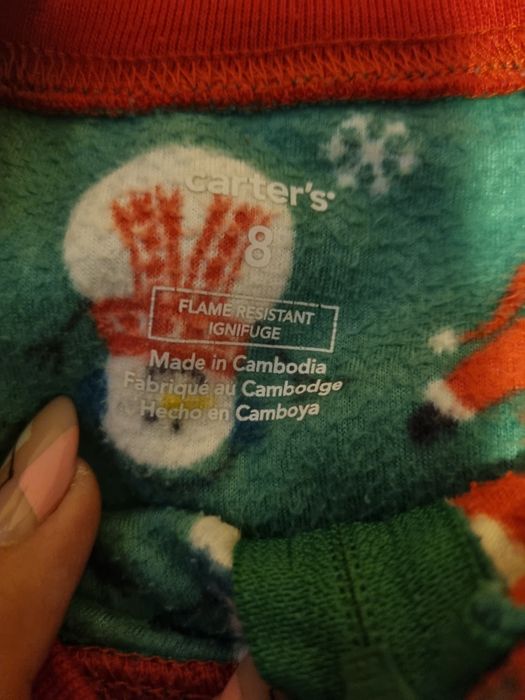 carter's
8
FLAME RESISTANT
IGNIFUGE
Made in Cambodia
Fabriqué au Cambodge
Hecho en Camboya